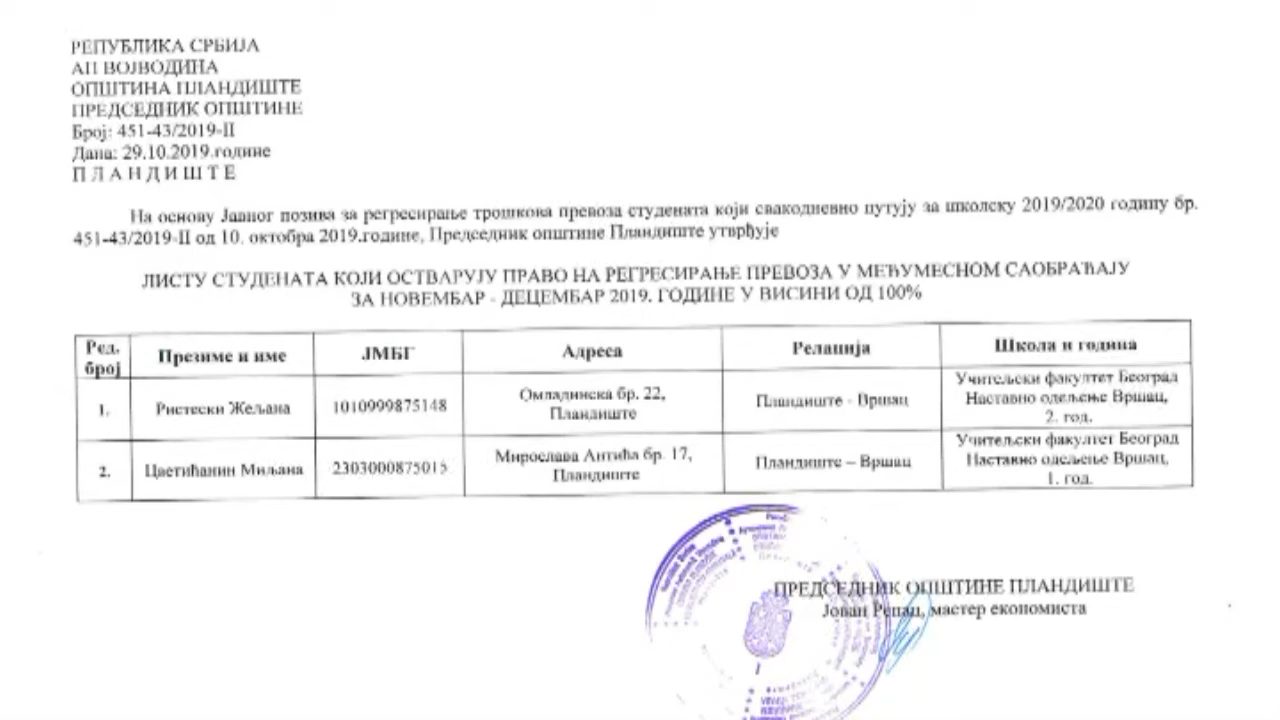 РЕПУБЛИКА СРБИЈА
АП ВОЈВОДИНА
ОПШТИНА ПЛАНДИШТЕ
ПРЕДСЕДНИК ОПШТИНЕ
Број: 451-43/2019-II
Дана: 29.10.2019.године
П Л А Н Д И Ш Т Е
На основу Јавног позива за регресирање трошкова превоза студената који свакодневно путују за школску 2019/2020 годину бр.
451-43/2019-II од 10. октобра 2019.године, Председник општине Пландиште утврђује
ЛИСТУ СТУДЕНАТА КОЈИ ОСТВАРУЈУ ПРАВО НА РЕГРЕСИРАЊЕ ПРЕВОЗА У МЕЂУМЕСНОМ САОБРАЋАЈУ
ЗА НОВЕМБАР - ДЕЦЕМБАР 2019. ГОДИНЕ У ВИСИНИ ОД 100%
Ред. број Презиме и име ЈМБГ Адреса Релација Школа и година
1. Ристески Жељана 1010999875148 Омладинска бр. 22, Пландиште Пландиште - Вршац Учитељски факултет Београд
Наставно одељење Вршац,
2. год.
2. Цветићанин Миљана 2303000875015 Мирослава Антића бр. 17, Пландиште Пландиште – Вршац Учитељски факултет Београд
Наставно одељење Вршац,
1. год.
ПРЕДСЕДНИК ОПШТИНЕ ПЛАНДИШТЕ
Јован Репац, мастер економиста